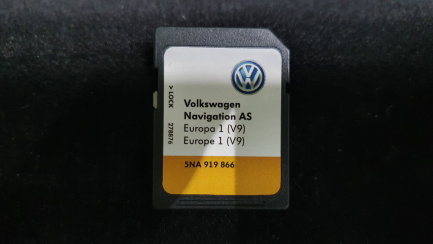 > LOCK
278876
Volkswagen
Navigation AS
Europa 1 (V9)
Europe 1 (V9)
5NA 919 866